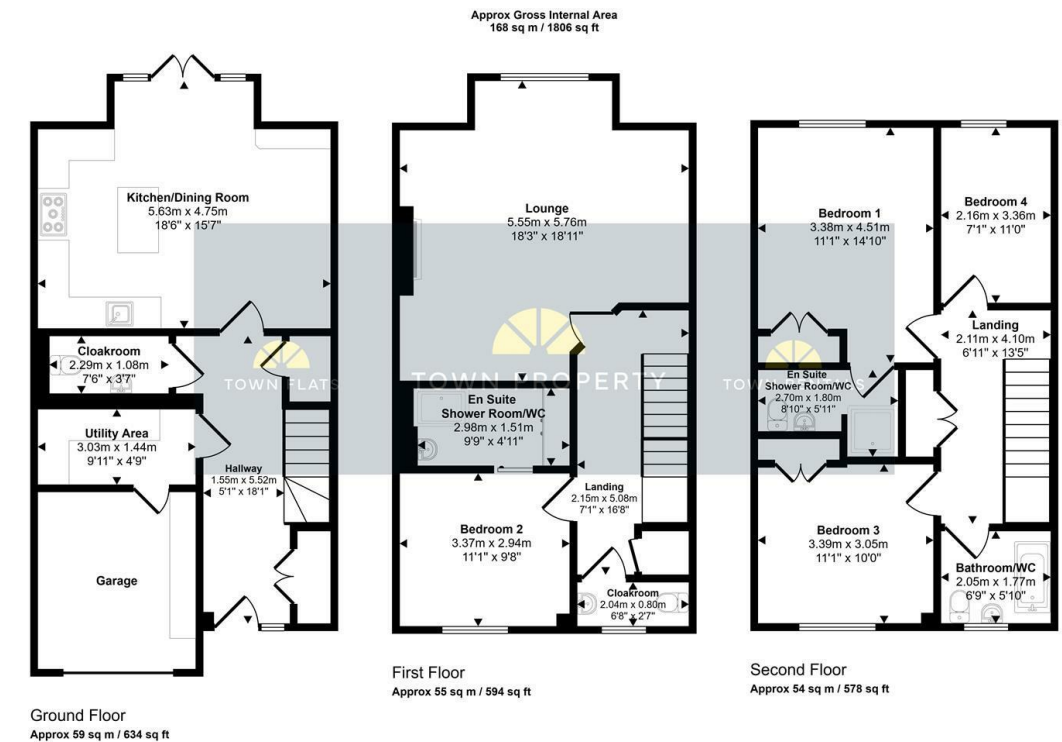 Approx Gross Internal Area
168 sq m / 1806 sq ft
Kitchen/Dining Room
5.63m x 4.75m
18'6" x 15'7"
Cloakroom
2.29m x 1.08m
7'6" x 3'7"
TOWN FLATS
Utility Area
3.03m x 1.44m
9'11" x 4'9"
Hallway
1.55m x 5.52m
5'1" x 18'1"
Garage
Ground Floor
Approx 59 sq m / 634 sq ft
Lounge
5.55m x 5.76m
18'3" x 18'11"
TOWN PROPERTY
En Suite
Shower Room/WC
2.98m x 1.51m
9'9" x 4'11"
Landing
2.15m x 5.08m
7'1" x 16'8"
Bedroom 2
3.37m x 2.94m
11'1" x 9'8"
Cloakroom
2.04m x 0.80m
6'8" x 2'7"
First Floor
Approx 55 sq m / 594 sq ft
Bedroom 1
3.38m x 4.51m
11'1" x 14'10"
Bedroom 4
2.16m x 3.36m
7'1" x 11'0"
Landing
2.11m x 4.10m
6'11" x 13'5"
En Suite
Shower Room/WC
2.70m x 1.80m
8'10" x 5'11"
Bedroom 3
3.39m x 3.05m
11'1" x 10'0"
Bathroom/WC
2.05m x 1.77m
6'9" x 5'10"
Second Floor
Approx 54 sq m / 578 sq ft